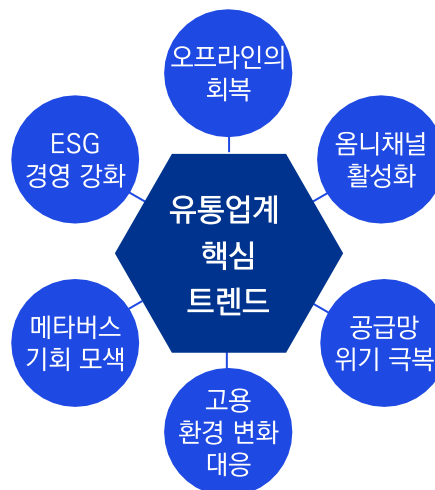 오프라인의
회복
옴니채널
활성화
공급망
위기 극복
고용
환경 변화
대응
메타버스
기회 모색
ESG
경영 강화
유통업계
핵심
트렌드